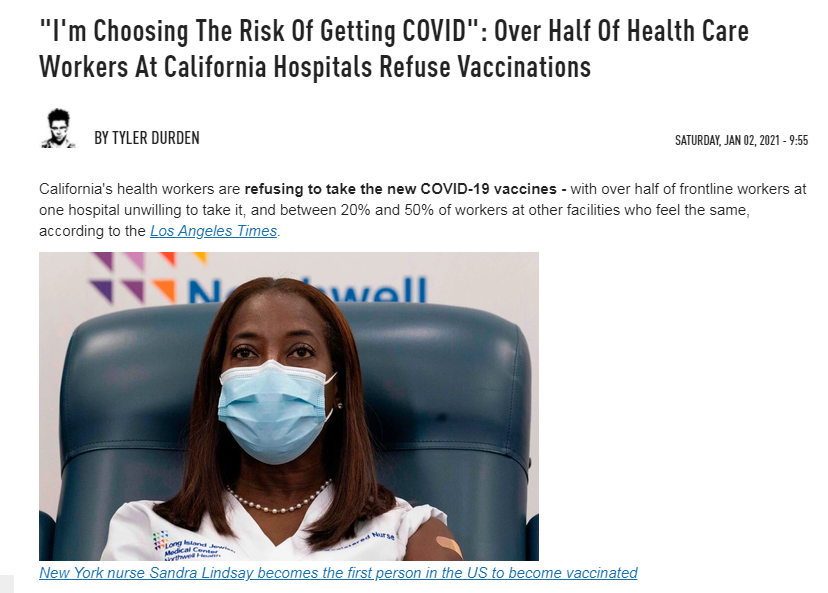 "I'm Choosing The Risk Of Getting COVID": Over Half Of Health Care
Workers At California Hospitals Refuse Vaccinations
BY TYLER DURDEN
SATURDAY, JAN 02, 2021 - 9:55
California's health workers are refusing to take the new COVID-19 vaccines - with over half of frontline workers at
one hospital unwilling to take it, and between 20% and 50% of workers at other facilities who feel the same,
according to the Los Angeles Times.
Northwell
Long Island Jewish
Medical Center
Northwell Health
Registered Nurse
New York nurse Sandra Lindsay becomes the first person in the US to become vaccinated